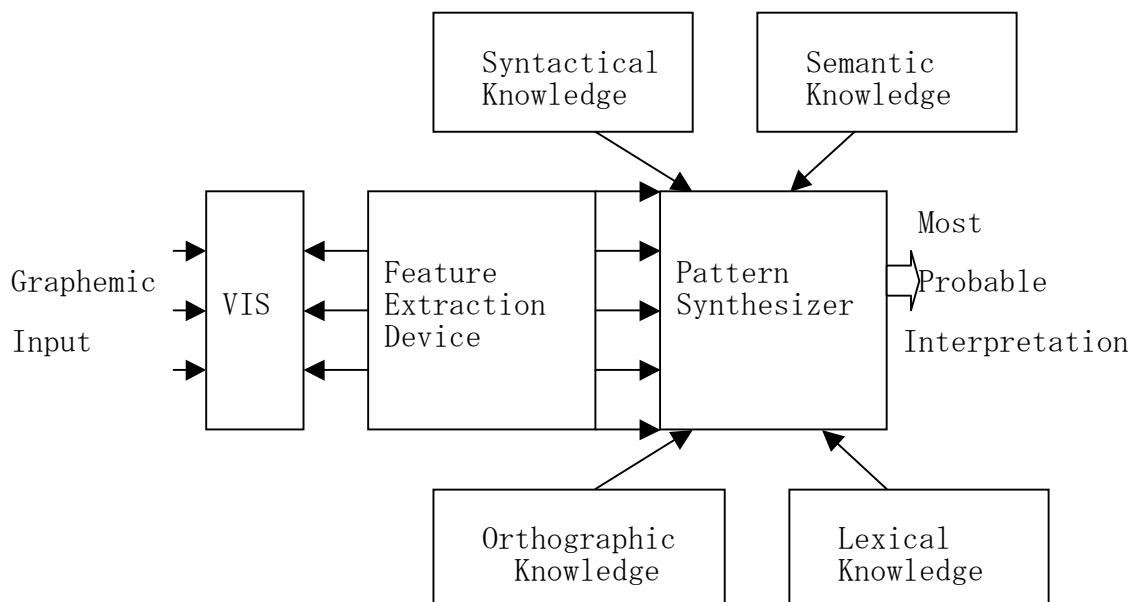 Syntactical
Knowledge
Semantic
Knowledge
Graphemic
Input
VIS
Feature
Extraction
Device
Pattern
Synthesizer
Most
Probable
Interpretation
Orthographic
Knowledge
Lexical
Knowledge